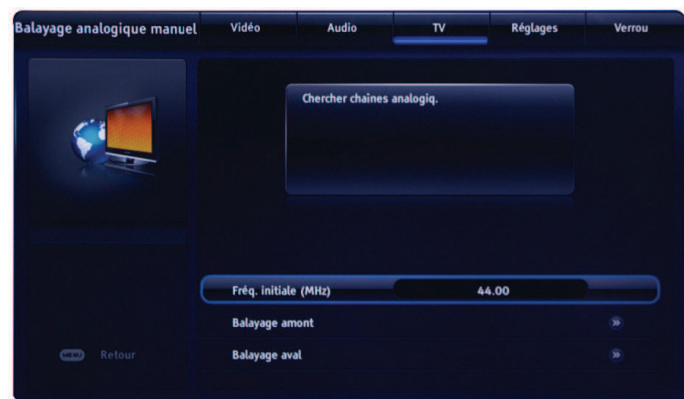 Balayage analogique manuel
Vidéo Audio TV Réglages Verrou
Chercher chaînes analogiq.
Fréq. initiale (MHz) 44.00
Balayage amont
Balayage aval
MENU Retour